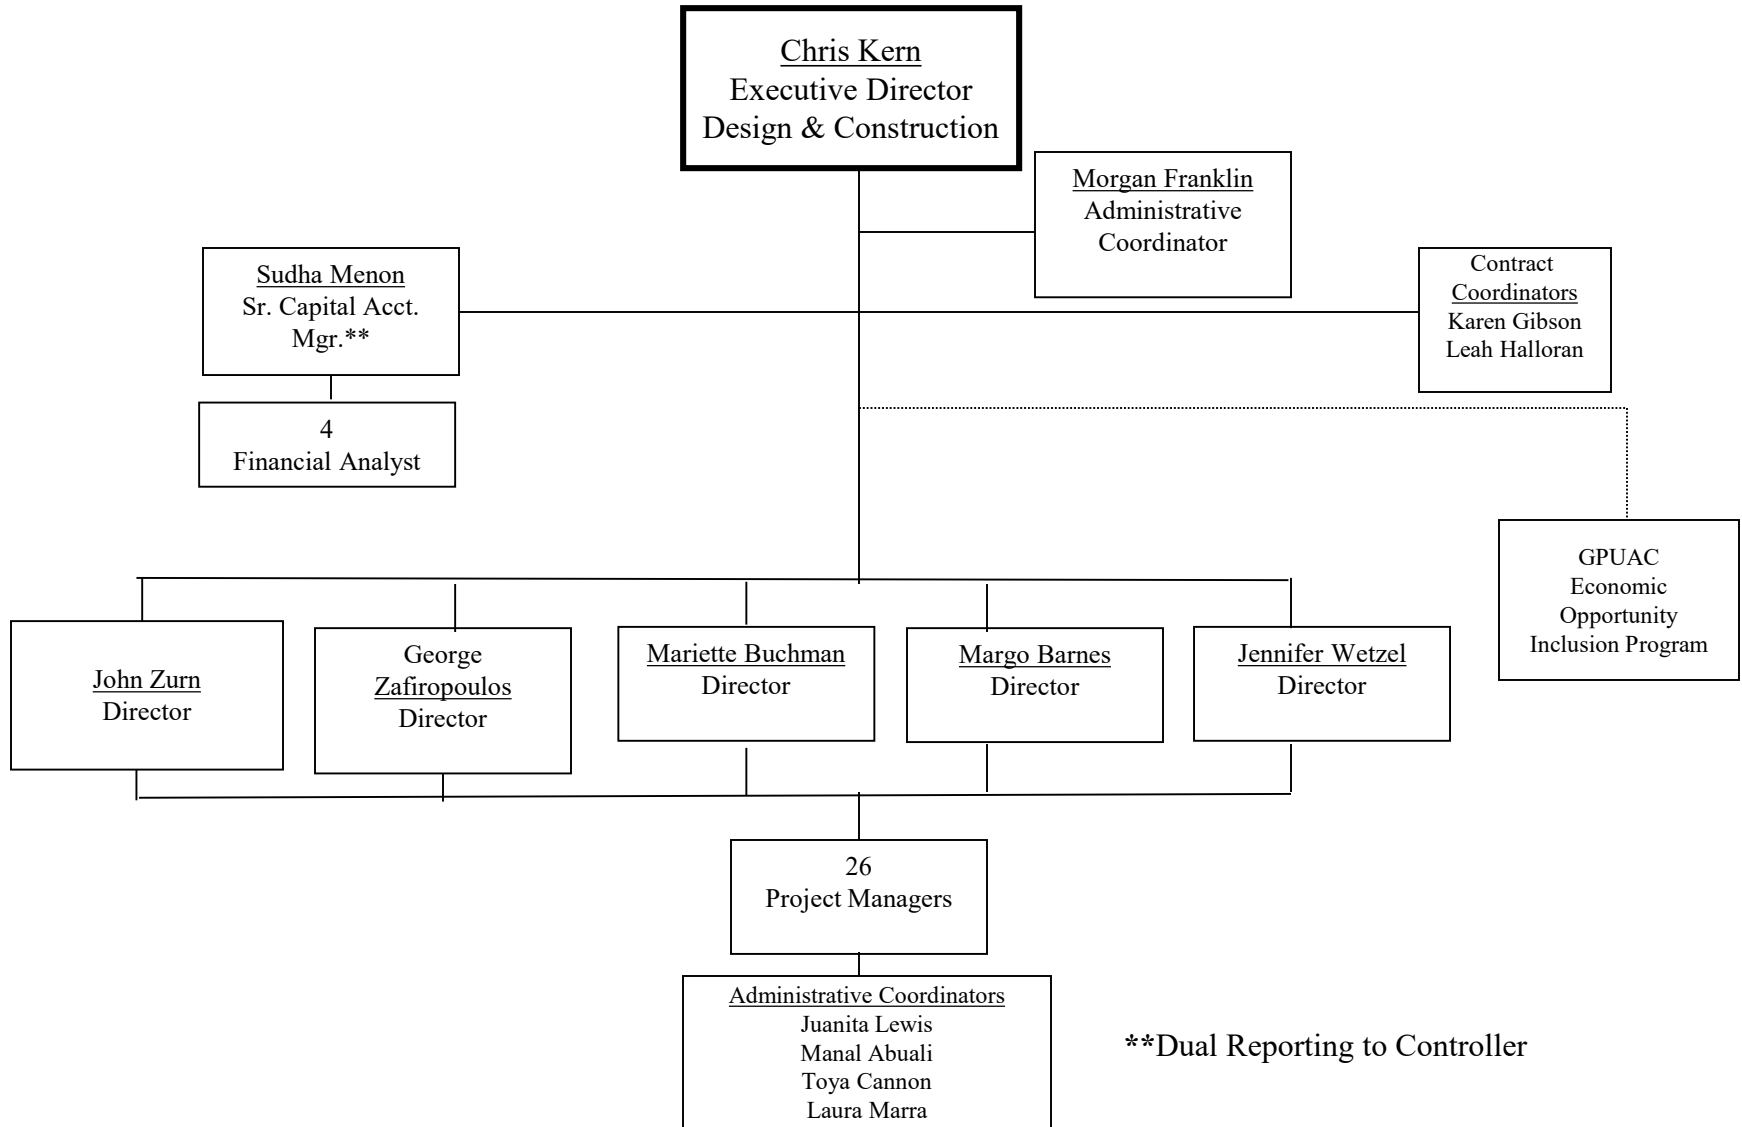 Chris Kern
Executive Director
Design & Construction
Morgan Franklin
Administrative
Coordinator
Sudha Menon
Sr. Capital Acct.
Mgr.**
Contract
Coordinators
Karen Gibson
Leah Halloran
4
Financial Analyst
GPUAC
Economic
Opportunity
Inclusion Program
John Zurn
Director
George
Zafiropoulos
Director
Mariette Buchman
Director
Margo Barnes
Director
Jennifer Wetzel
Director
26
Project Managers
Administrative Coordinators
Juanita Lewis
Manal Abuali
Toya Cannon
Laura Marra
**Dual Reporting to Controller